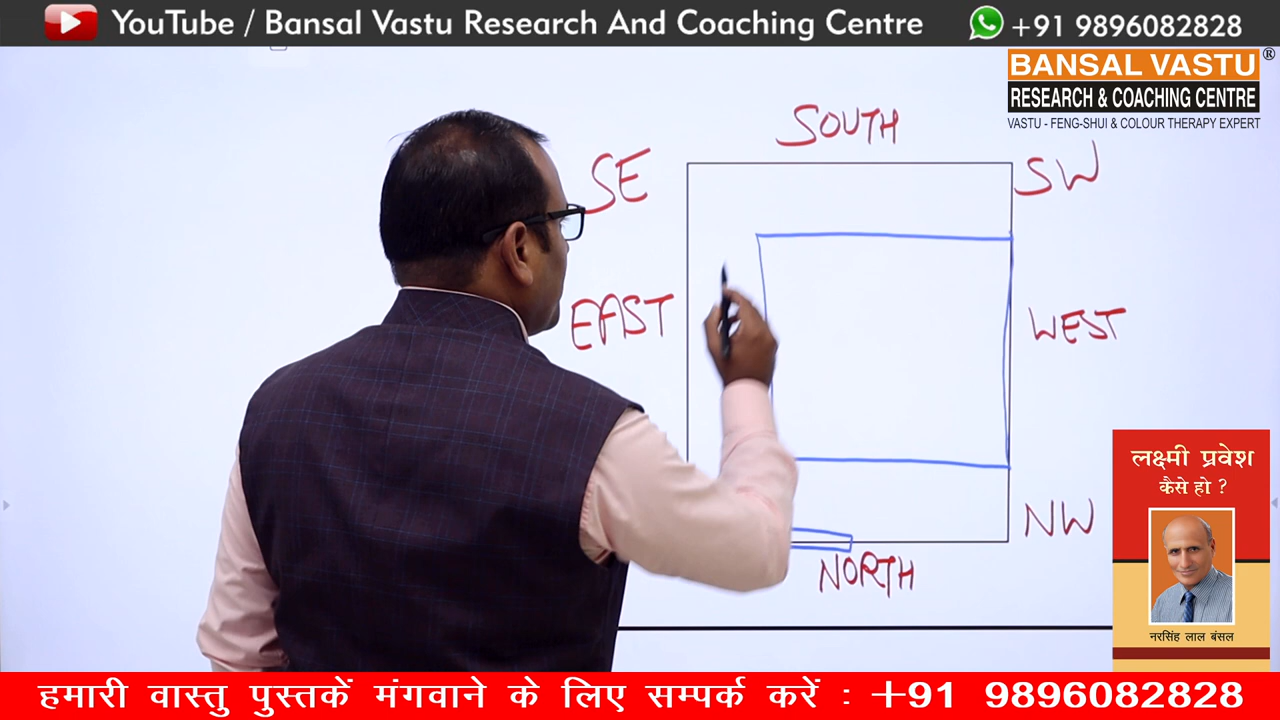 YouTube / Bansal Vastu Research And Coaching Centre
+91 9896082828
BANSAL VASTU ®
RESEARCH & COACHING CENTRE
VASTU - FENG-SHUI & COLOUR THERAPY EXPERT
SOUTH
SE
SW
EAST
WEST
NW
NORTH
लक्ष्मी प्रवेश
कैसे हो ?
नरसिंह लाल बंसल
हमारी वास्तु पुस्तकें मंगवाने के लिए सम्पर्क करें : +91 9896082828